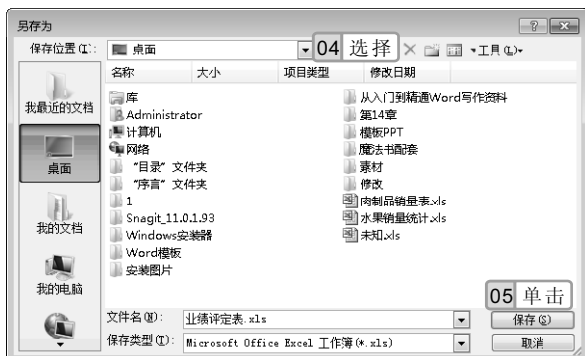 另存为
保存位置(I): 桌面 04 选择 工具(L)
名称 大小 项目类型 修改日期
我最近的文档
桌面
我的文档
我的电脑
库
Administrator
计算机
网络
“目录”文件夹
“序言”文件夹
1
Snagit_11.0.1.93
Windows安装器
Word模板
安装图片
从入门到精通Word写作资料
第14章
模板PPT
魔法书配套
素材
修改
肉制品销量表.xls
水果销量统计.xls
未知.xls
05 单击
文件名(N): 业绩评定表.xls 保存(S)
保存类型(T): Microsoft Office Excel 工作簿(*.xls) 取消